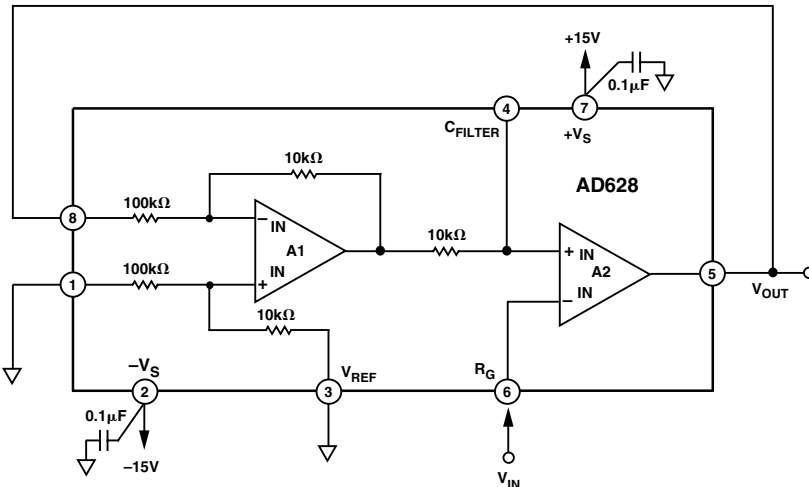 +15V
0.1μF
4
7
C_FILTER
+V_S
10kΩ
AD628
100kΩ
8
– IN
A1
10kΩ
+ IN
A2
100kΩ
IN
1
+
– IN
5
V_OUT
10kΩ
–V_S
V_REF
R_G
2
3
6
0.1μF
–15V
V_IN